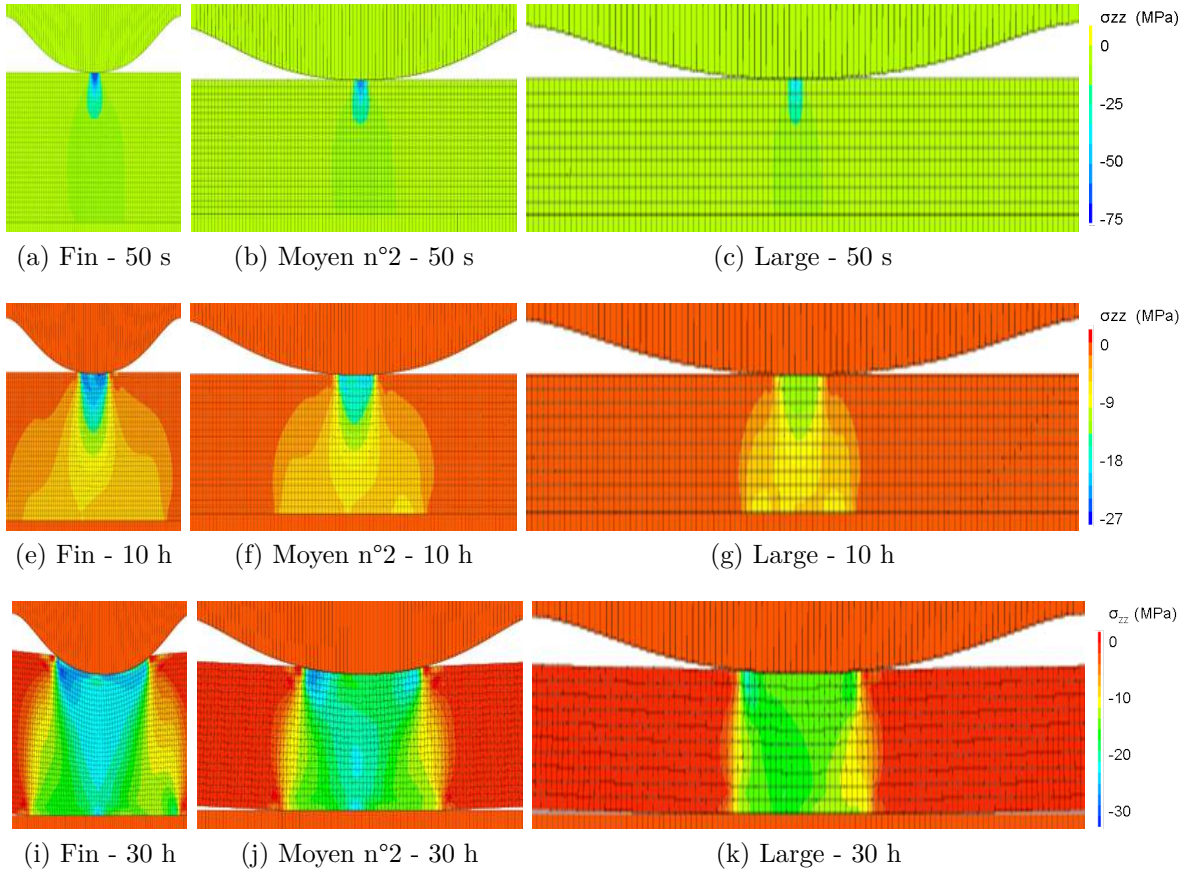 σzz (MPa)
0
-25
-50
-75
(a) Fin - 50 s
(b) Moyen n°2 - 50 s
(c) Large - 50 s
σzz (MPa)
0
-9
-18
-27
(e) Fin - 10 h
(f) Moyen n°2 - 10 h
(g) Large - 10 h
σzz (MPa)
0
-10
-20
-30
(i) Fin - 30 h
(j) Moyen n°2 - 30 h
(k) Large - 30 h